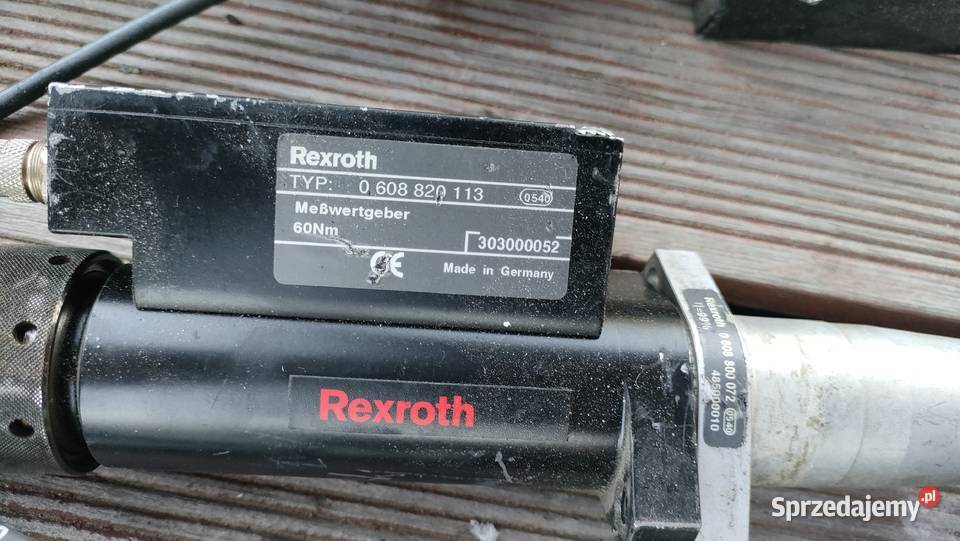 Rexroth
TYP: 0 608 820 113 0540
Meßwertgeber
60Nm
303000052
CE
Made in Germany
Rexroth
Rexroth 0 608 800 072 0540
485000010
Sprzedajemy.pl